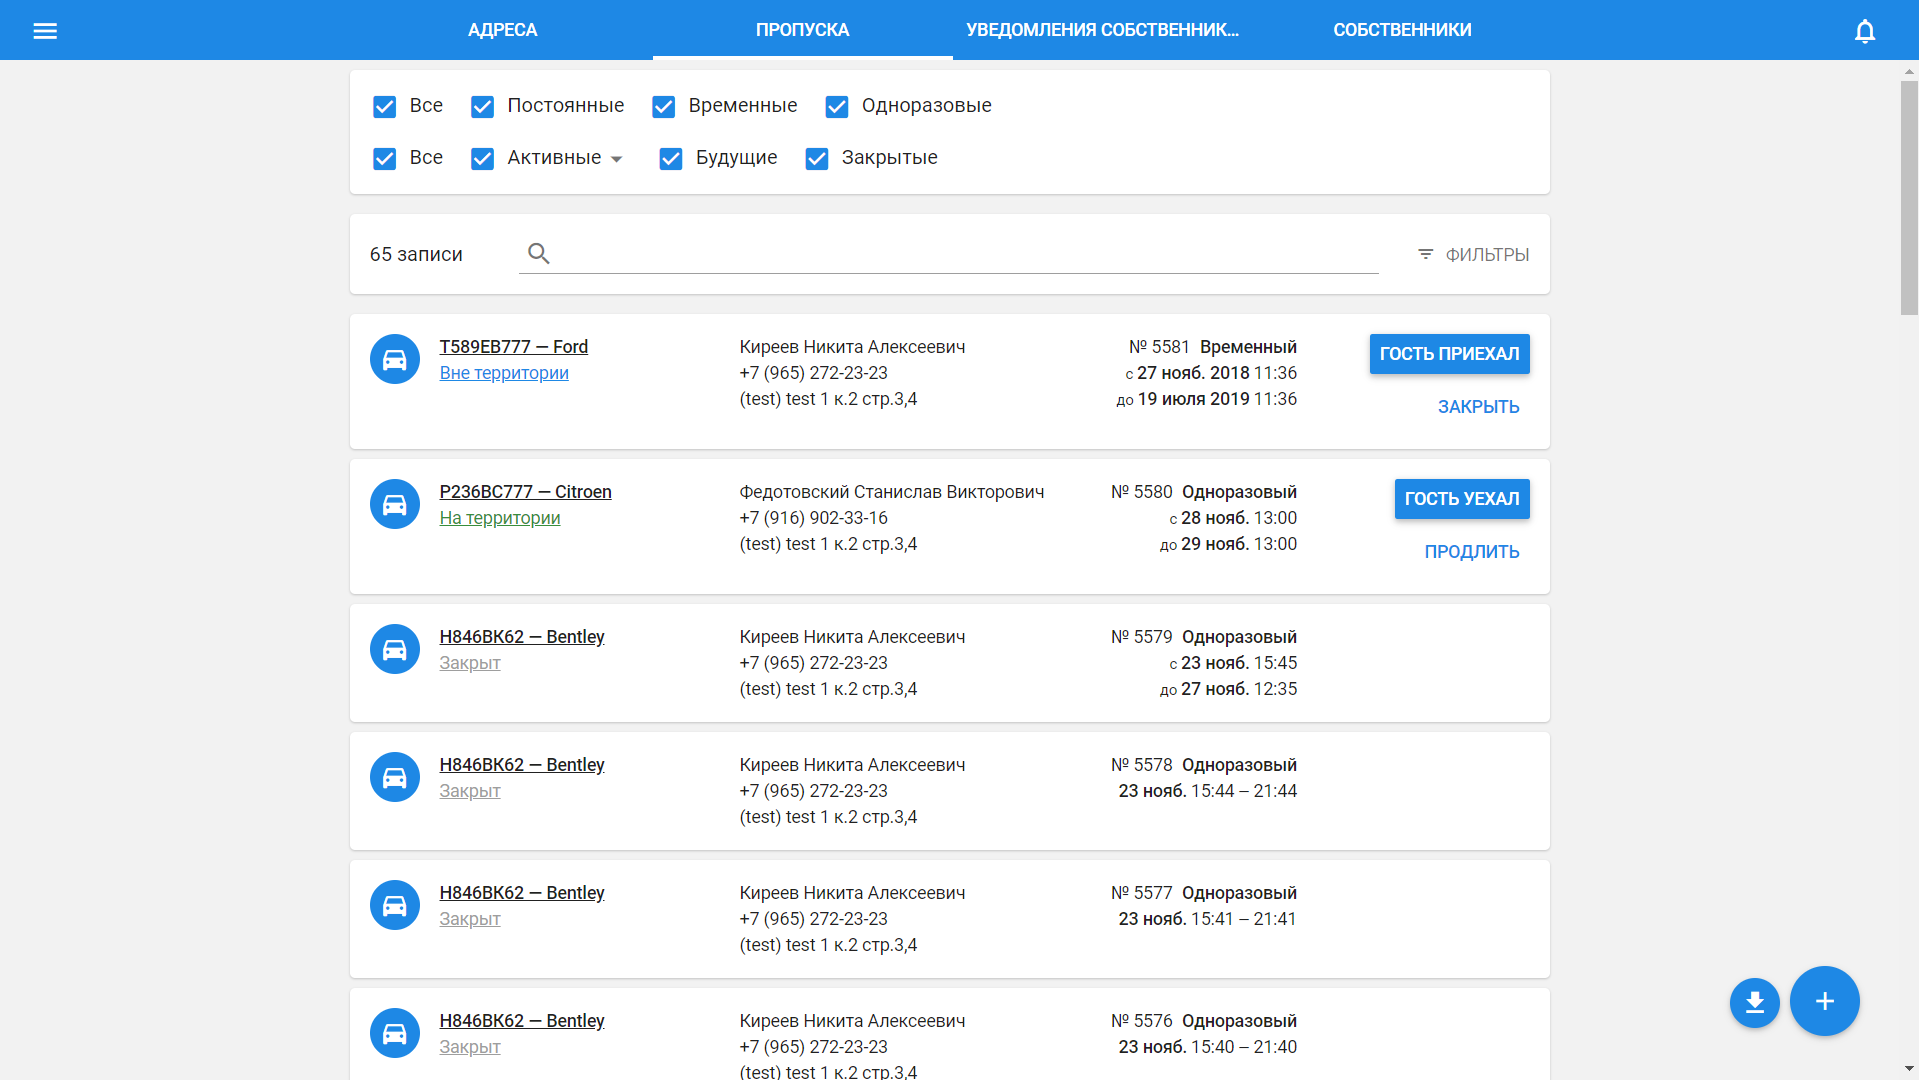 АДРЕСА ПРОПУСКА УВЕДОМЛЕНИЯ СОБСТВЕННИК... СОБСТВЕННИКИ
Все Постоянные Временные Одноразовые
Все Активные Будущие Закрытые
65 записи ФИЛЬТРЫ
Т589ЕВ777 — Ford Киреев Никита Алексеевич № 5581 Временный ГОСТЬ ПРИЕХАЛ
Вне территории +7 (965) 272-23-23 с 27 нояб. 2018 11:36
(test) test 1 к.2 стр.3,4 до 19 июля 2019 11:36 ЗАКРЫТЬ
Р236ВС777 — Citroen Федотовский Станислав Викторович № 5580 Одноразовый ГОСТЬ УЕХАЛ
На территории +7 (916) 902-33-16 с 28 нояб. 13:00
(test) test 1 к.2 стр.3,4 до 29 нояб. 13:00 ПРОДЛИТЬ
Н846ВК62 — Bentley Киреев Никита Алексеевич № 5579 Одноразовый
Закрыт +7 (965) 272-23-23 с 23 нояб. 15:45
(test) test 1 к.2 стр.3,4 до 27 нояб. 12:35
Н846ВК62 — Bentley Киреев Никита Алексеевич № 5578 Одноразовый
Закрыт +7 (965) 272-23-23 23 нояб. 15:44 – 21:44
(test) test 1 к.2 стр.3,4
Н846ВК62 — Bentley Киреев Никита Алексеевич № 5577 Одноразовый
Закрыт +7 (965) 272-23-23 23 нояб. 15:41 – 21:41
(test) test 1 к.2 стр.3,4
Н846ВК62 — Bentley Киреев Никита Алексеевич № 5576 Одноразовый
Закрыт +7 (965) 272-23-23 23 нояб. 15:40 – 21:40
(test) test 1 к.2 стр.3,4